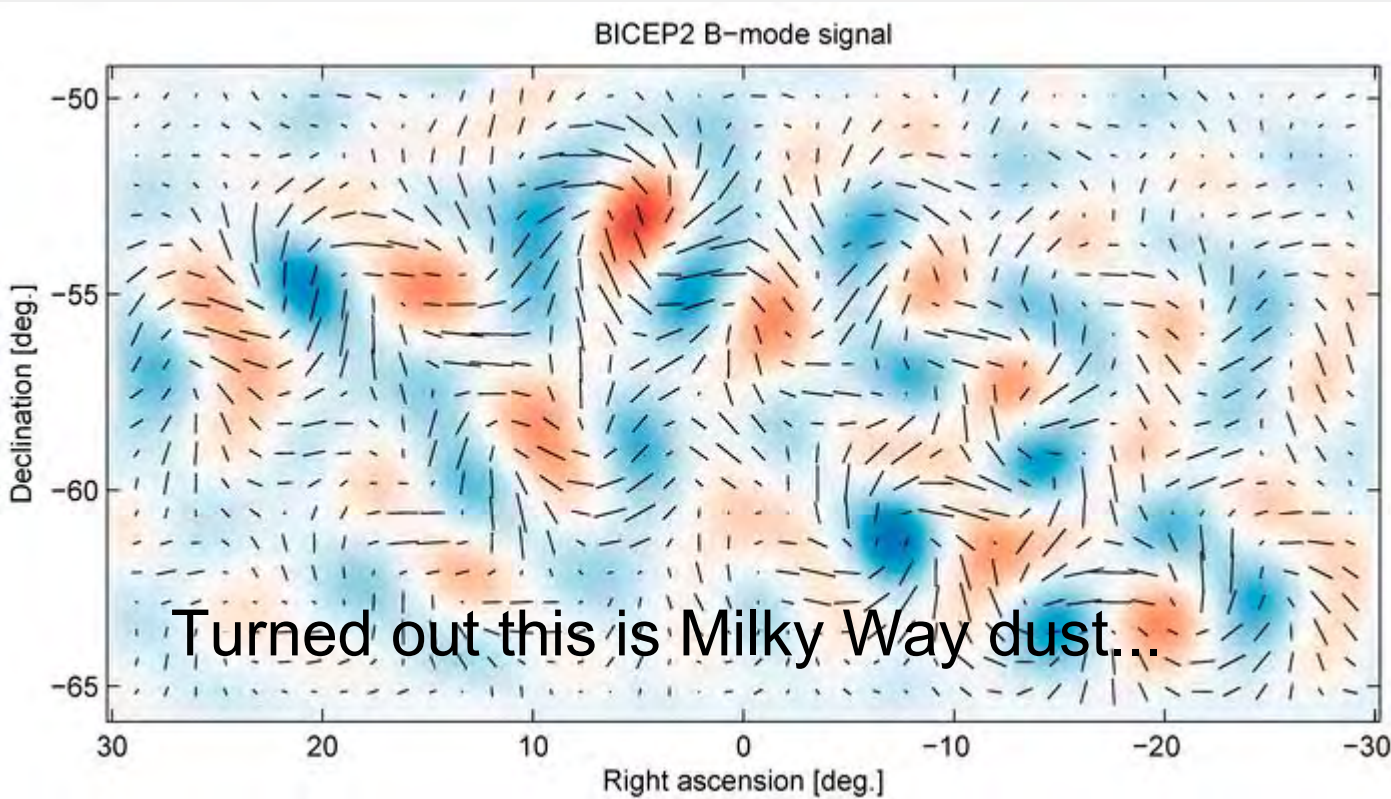 BICEP2 B−mode signal
−50
−55
−60
−65
Declination [deg.]
Turned out this is Milky Way dust...
30
20
10
0
−10
−20
−30
Right ascension [deg.]